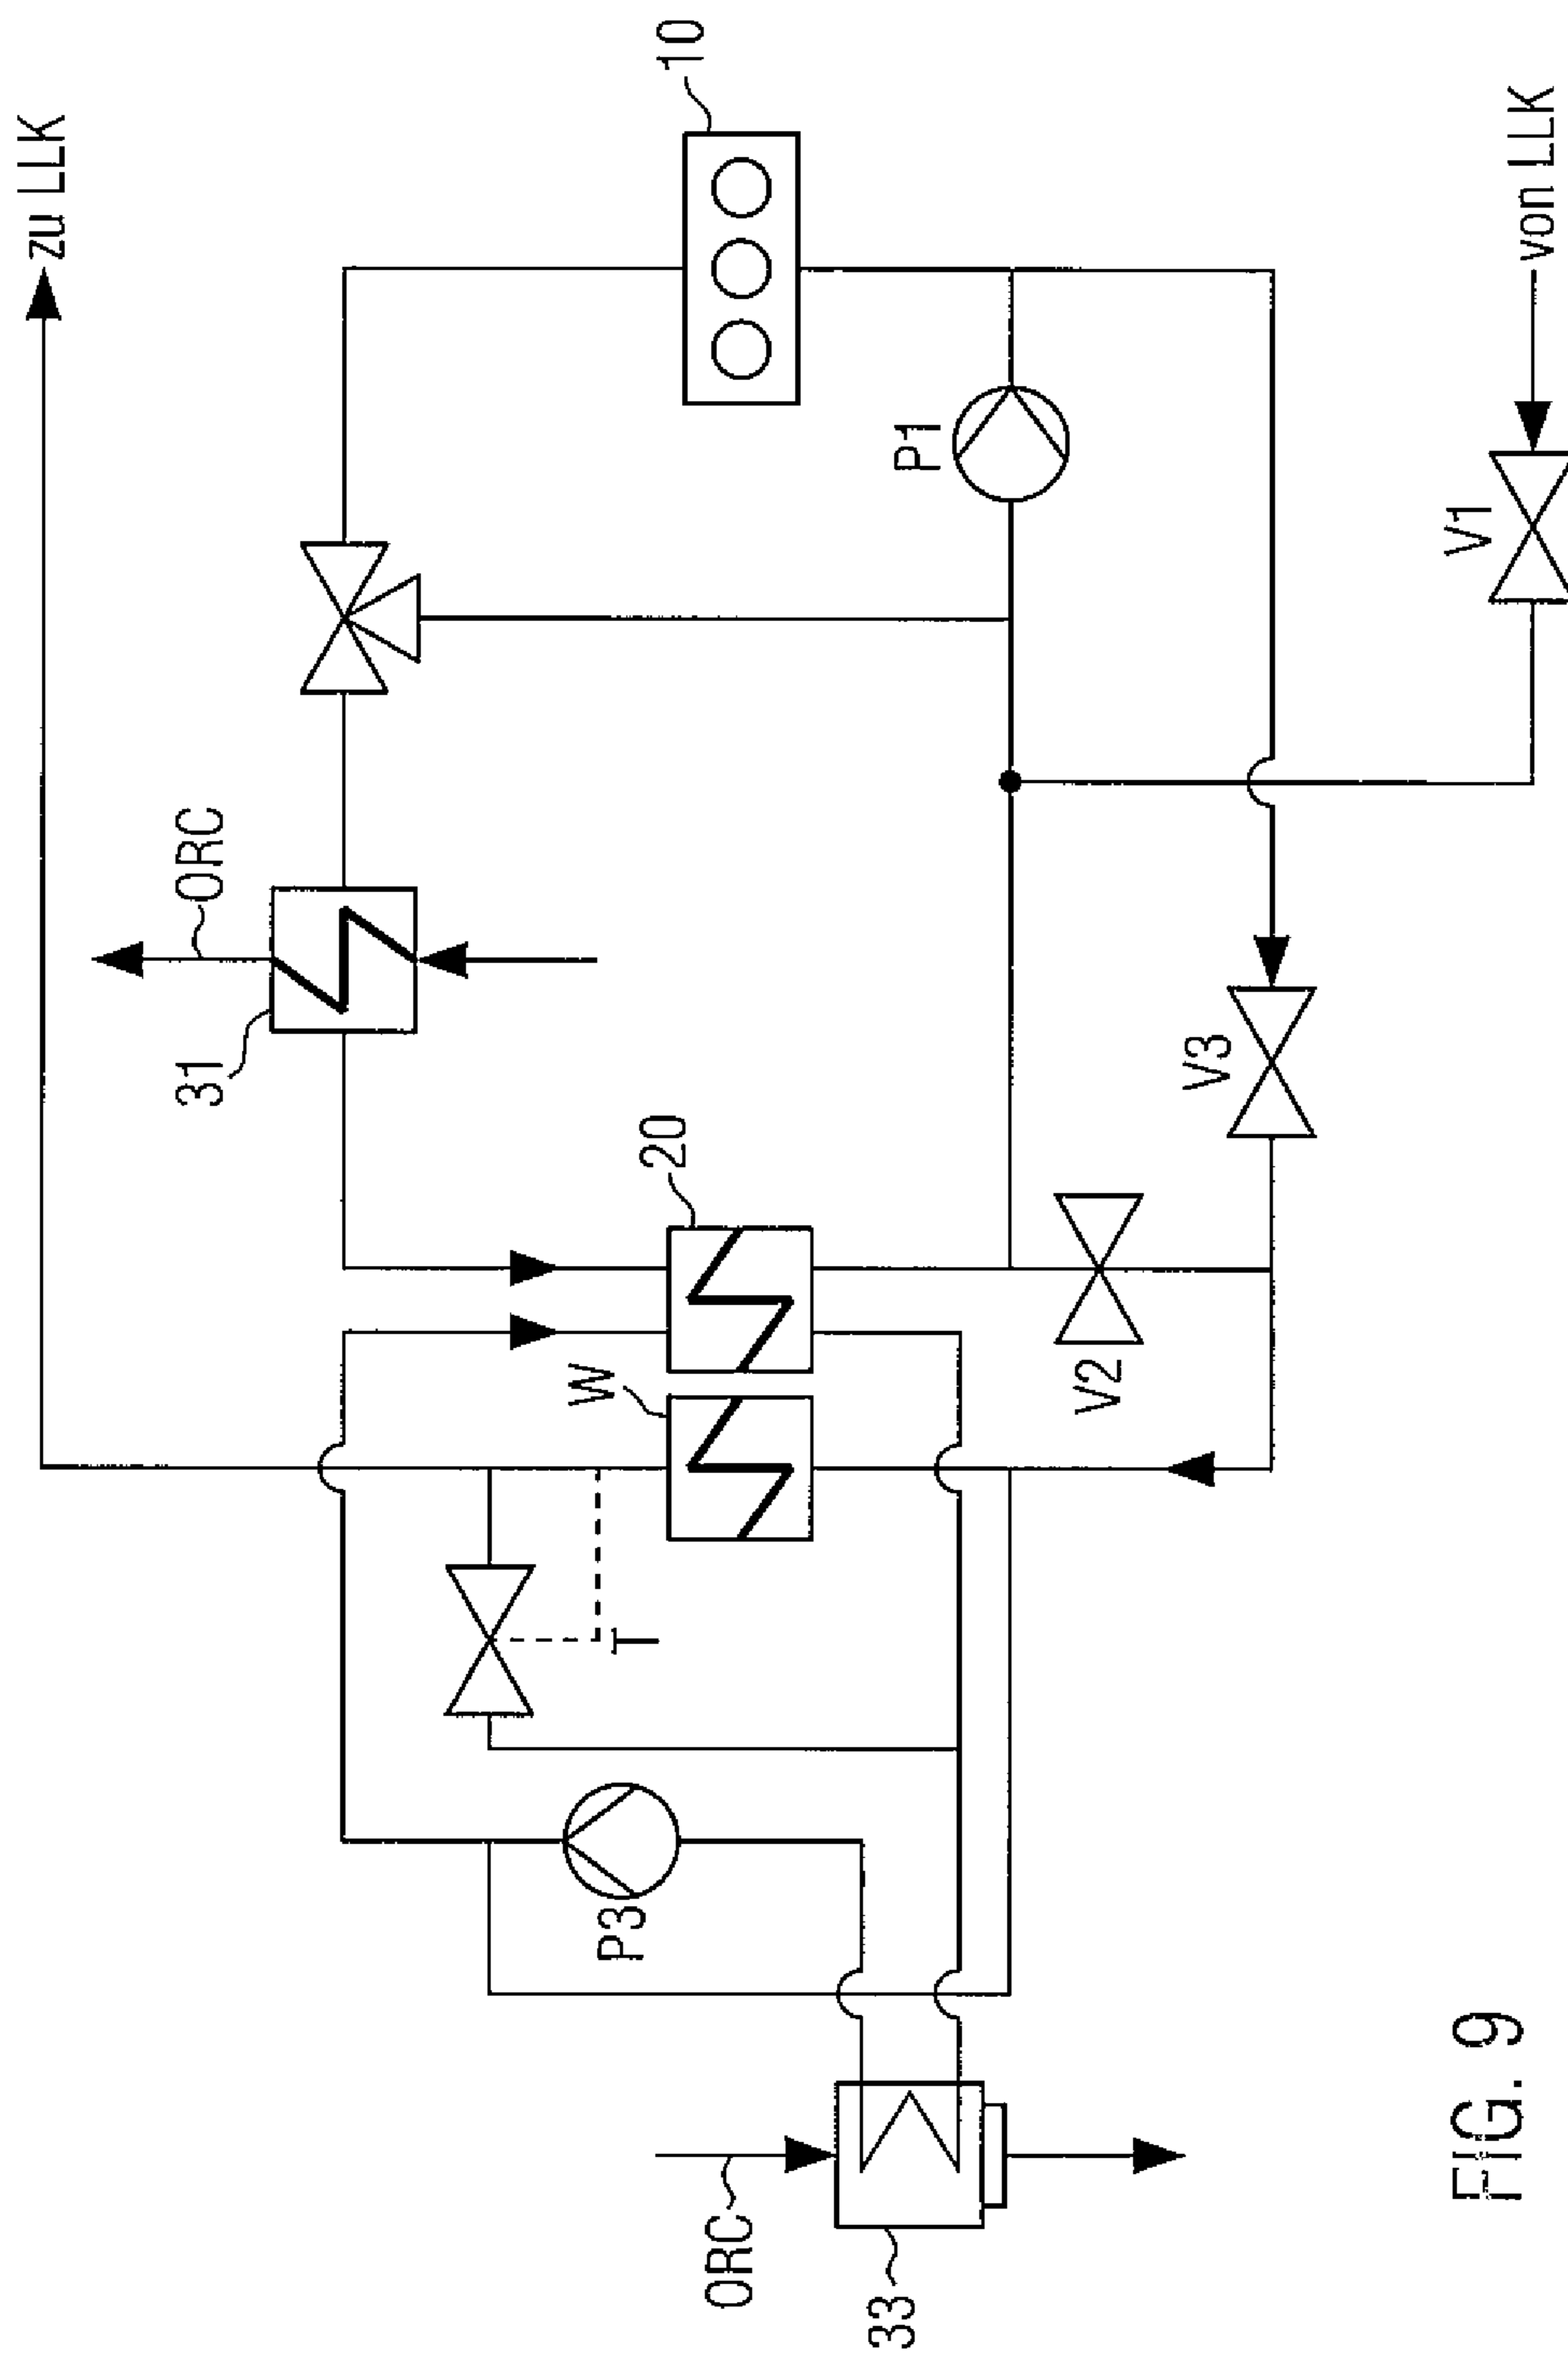 zu LLK
10
ORC
31
P1
20
W
T
P3
V3
V2
V1
von LLK
ORC
33
FIG. 9